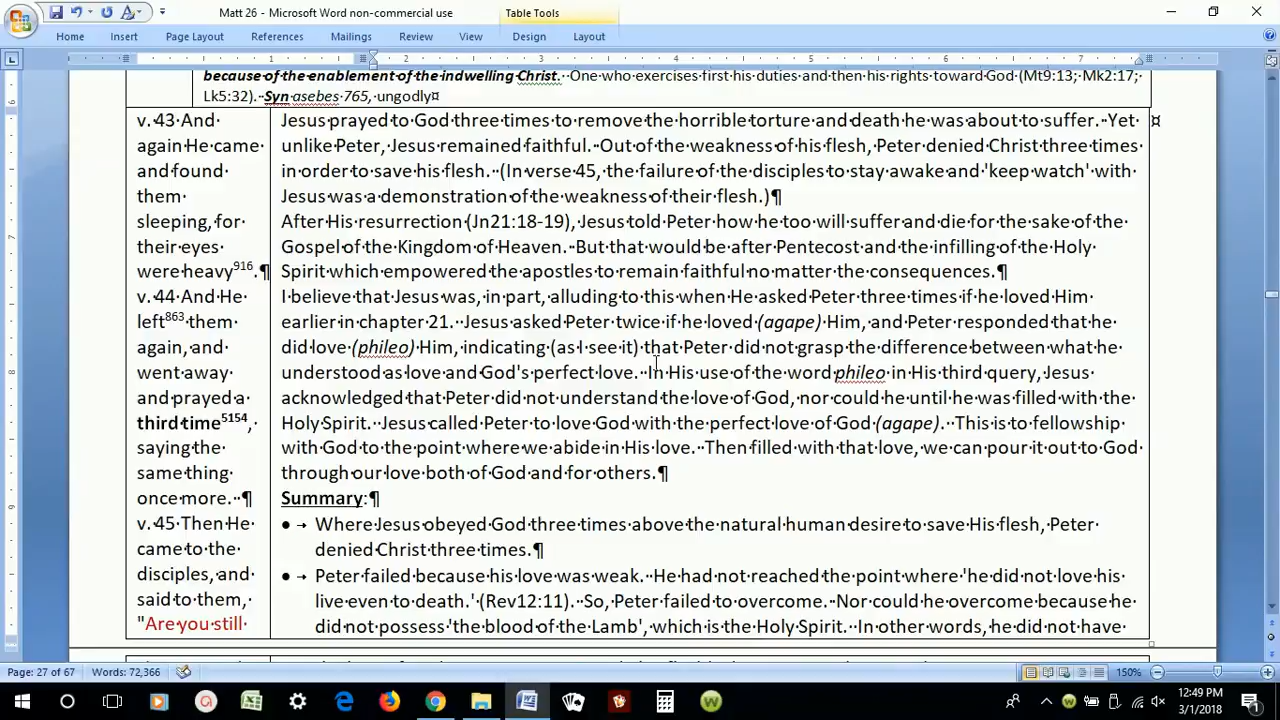 Matt 26 - Microsoft Word non-commercial use
Table Tools
Home Insert Page Layout References Mailings Review View Design Layout
1 2 3 4 5 6 7
because of the enablement of the indwelling Christ. One who exercises first his duties and then his rights toward God (Mt9:13; Mk2:17;
Lk5:32). Syn asebes 765, ungodly
v. 43 And
again He came
and found
them
sleeping, for
their eyes
were heavy916.
v. 44 And He
left863 them
again, and
went away
and prayed a
third time5154,
saying the
same thing
once more.
v. 45 Then He
came to the
disciples, and
said to them,
"Are you still
Jesus prayed to God three times to remove the horrible torture and death he was about to suffer. Yet
unlike Peter, Jesus remained faithful. Out of the weakness of his flesh, Peter denied Christ three times
in order to save his flesh. (In verse 45, the failure of the disciples to stay awake and 'keep watch' with
Jesus was a demonstration of the weakness of their flesh.)
After His resurrection (Jn21:18-19), Jesus told Peter how he too will suffer and die for the sake of the
Gospel of the Kingdom of Heaven. But that would be after Pentecost and the infilling of the Holy
Spirit which empowered the apostles to remain faithful no matter the consequences.
I believe that Jesus was, in part, alluding to this when He asked Peter three times if he loved Him
earlier in chapter 21. Jesus asked Peter twice if he loved (agape) Him, and Peter responded that he
did love (phileo) Him, indicating (as I see it) that Peter did not grasp the difference between what he
understood as love and God's perfect love. In His use of the word phileo in His third query, Jesus
acknowledged that Peter did not understand the love of God, nor could he until he was filled with the
Holy Spirit. Jesus called Peter to love God with the perfect love of God (agape). This is to fellowship
with God to the point where we abide in His love. Then filled with that love, we can pour it out to God
through our love both of God and for others.
Summary:
● Where Jesus obeyed God three times above the natural human desire to save His flesh, Peter
denied Christ three times.
● Peter failed because his love was weak. He had not reached the point where 'he did not love his
live even to death.' (Rev12:11). So, Peter failed to overcome. Nor could he overcome because he
did not possess 'the blood of the Lamb', which is the Holy Spirit. In other words, he did not have
Page: 27 of 67 Words: 72,366 150%
12:49 PM
3/1/2018